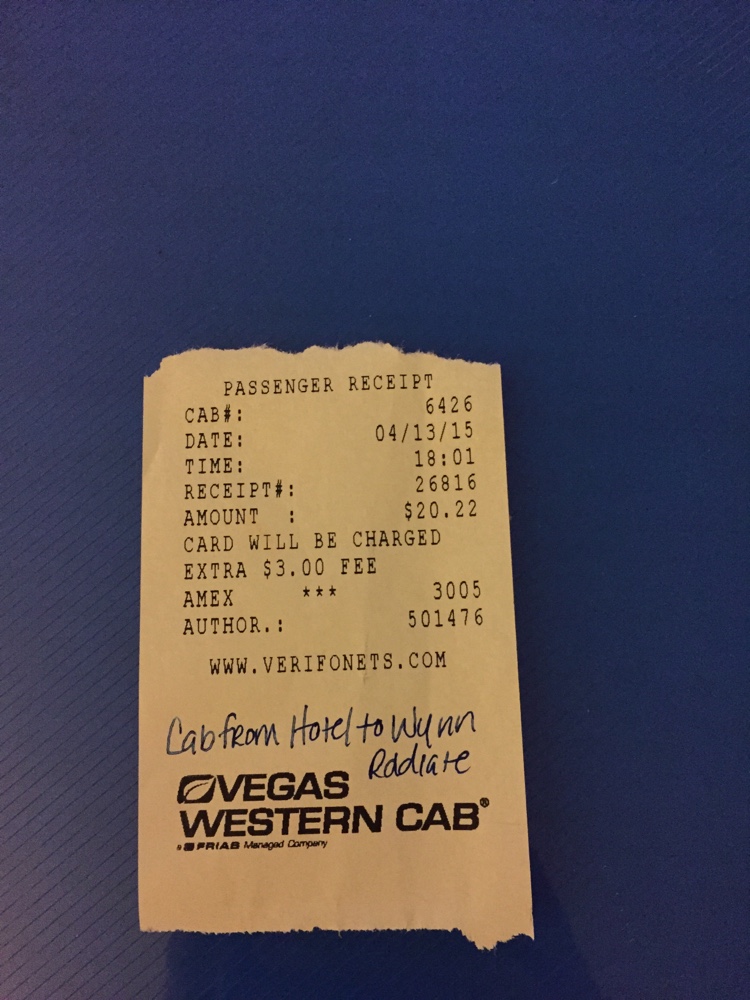 PASSENGER RECEIPT
CAB#: 6426
DATE: 04/13/15
TIME: 18:01
RECEIPT#: 26816
AMOUNT : $20.22
CARD WILL BE CHARGED
EXTRA $3.00 FEE
AMEX *** 3005
AUTHOR.: 501476
WWW.VERIFONETS.COM
Cab from Hotel to Wynn
VEGAS
WESTERN CAB®
Managed Company